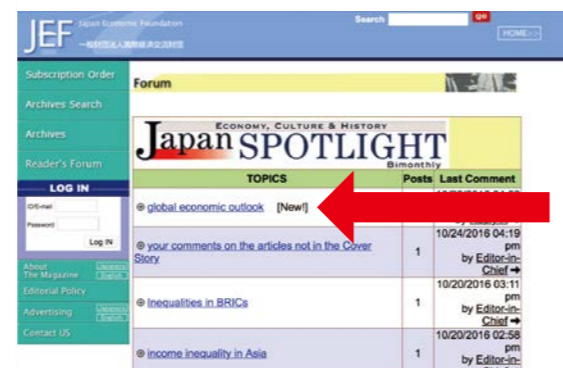 JEF Japan Economic Foundation
一般財団法人国際経済交流財団
Search
go
HOME>>
Subscription Order
Archives Search
Archives
Reader's Forum
LOG IN
ID/E-mail
Password
Log IN
About
The Magazine
Japanese
English
Editorial Policy
Advertising
Japanese
English
Contact US
Forum
ECONOMY, CULTURE & HISTORY
Japan SPOTLIGHT
Bimonthly
TOPICS Posts Last Comment
global economic outlook [New!]
by
your comments on the articles not in the Cover
Story
1
10/24/2016 04:19
pm
by Editor-in-
Chief
Inequalities in BRICs
1
10/20/2016 03:11
pm
by Editor-in-
Chief
income inequality in Asia
1
10/20/2016 02:58
pm
by Editor-in-